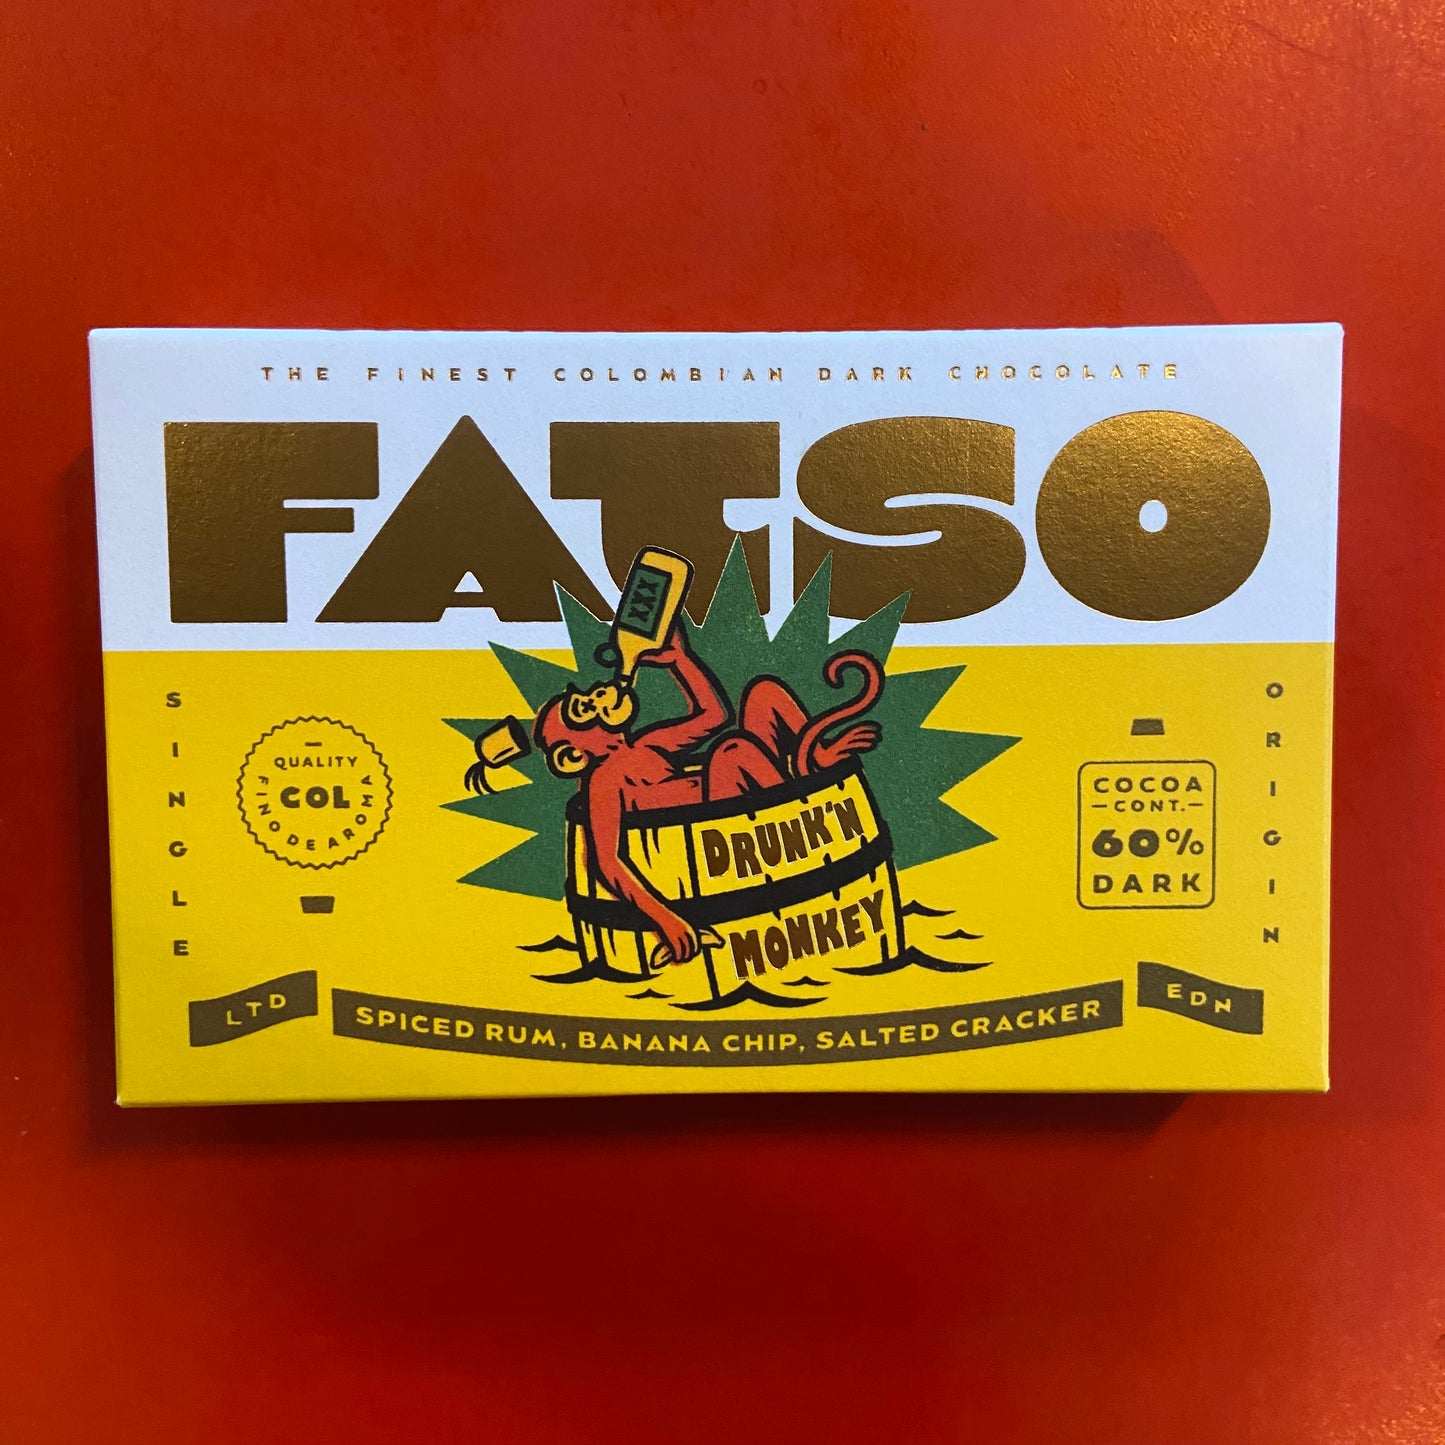 THE FINEST COLOMBIAN DARK CHOCOLATE
FATSO
SINGLE
QUALITY
COL
FINO DE AROMA
XXX
DRUNK'N
MONKEY
COCOA
CONT.
60%
DARK
ORIGIN
LTD
SPICED RUM, BANANA CHIP, SALTED CRACKER
EDN